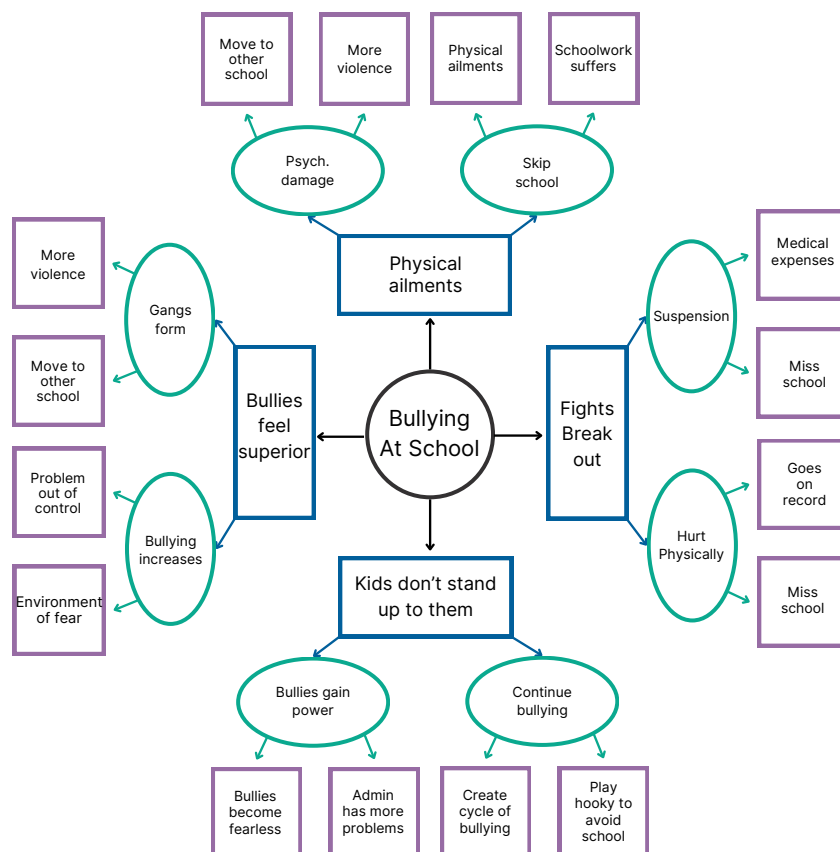 Move to
other
school
More
violence
Physical
ailments
Schoolwork
suffers
Psych.
damage
Skip
school
Physical
ailments
More
violence
Move to
other
school
Gangs
form
Bullies
feel
superior
Problem
out of
control
Environment
of fear
Bullying
increases
Bullying
At School
Fights
Break
out
Suspension
Medical
expenses
Miss
school
Hurt
Physically
Goes
on
record
Miss
school
Kids don’t stand
up to them
Bullies gain
power
Continue
bullying
Bullies
become
fearless
Admin
has more
problems
Create
cycle of
bullying
Play
hooky to
avoid
school